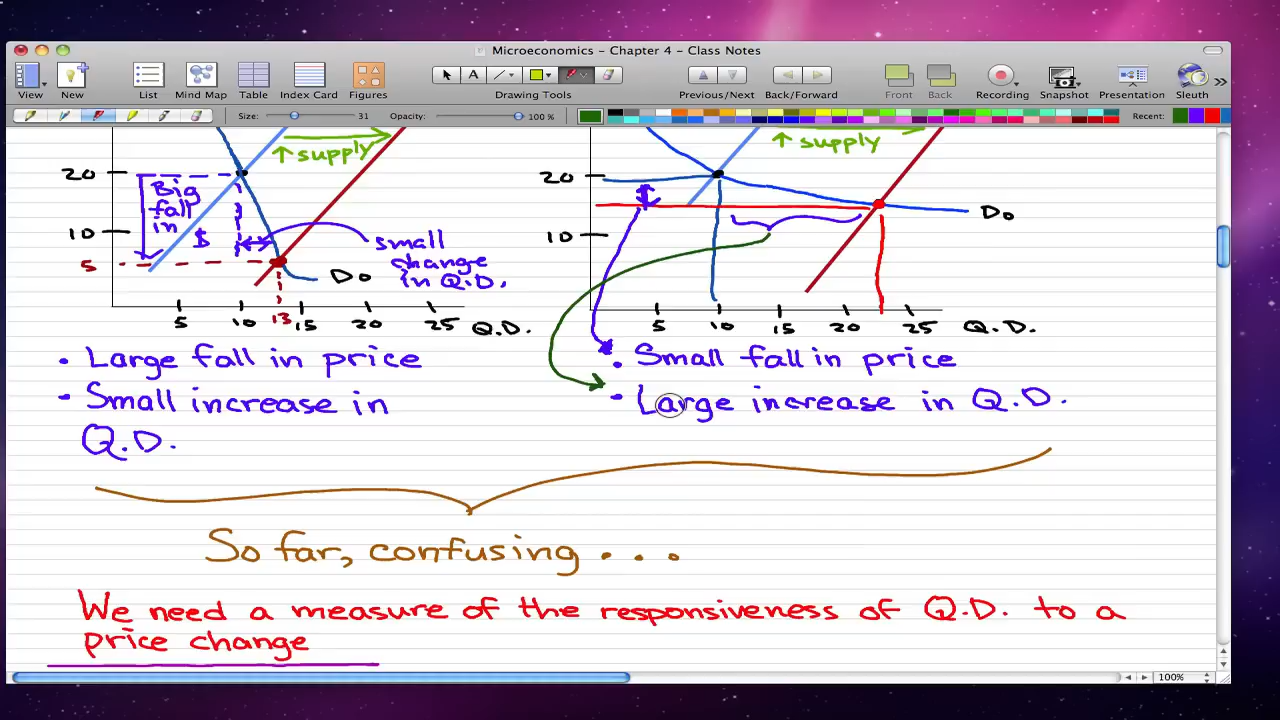 Microeconomics - Chapter 4 - Class Notes
View New List Mind Map Table Index Card Figures Drawing Tools Previous/Next Back/Forward Front Back Recording Snapshot Presentation Sleuth
Size: 31 Opacity: 100 % Recent:
↑ supply
20
Big
fall
in
$
10
5
small
change
in Q.D.
Do
5 10 13 15 20 25 Q.D.
• Large fall in price
• Small increase in
Q.D.
↑ supply
20
10
Do
5 10 15 20 25 Q.D.
• Small fall in price
• Large increase in Q.D.
So far, confusing . . .
We need a measure of the responsiveness of Q.D. to a
price change
100%